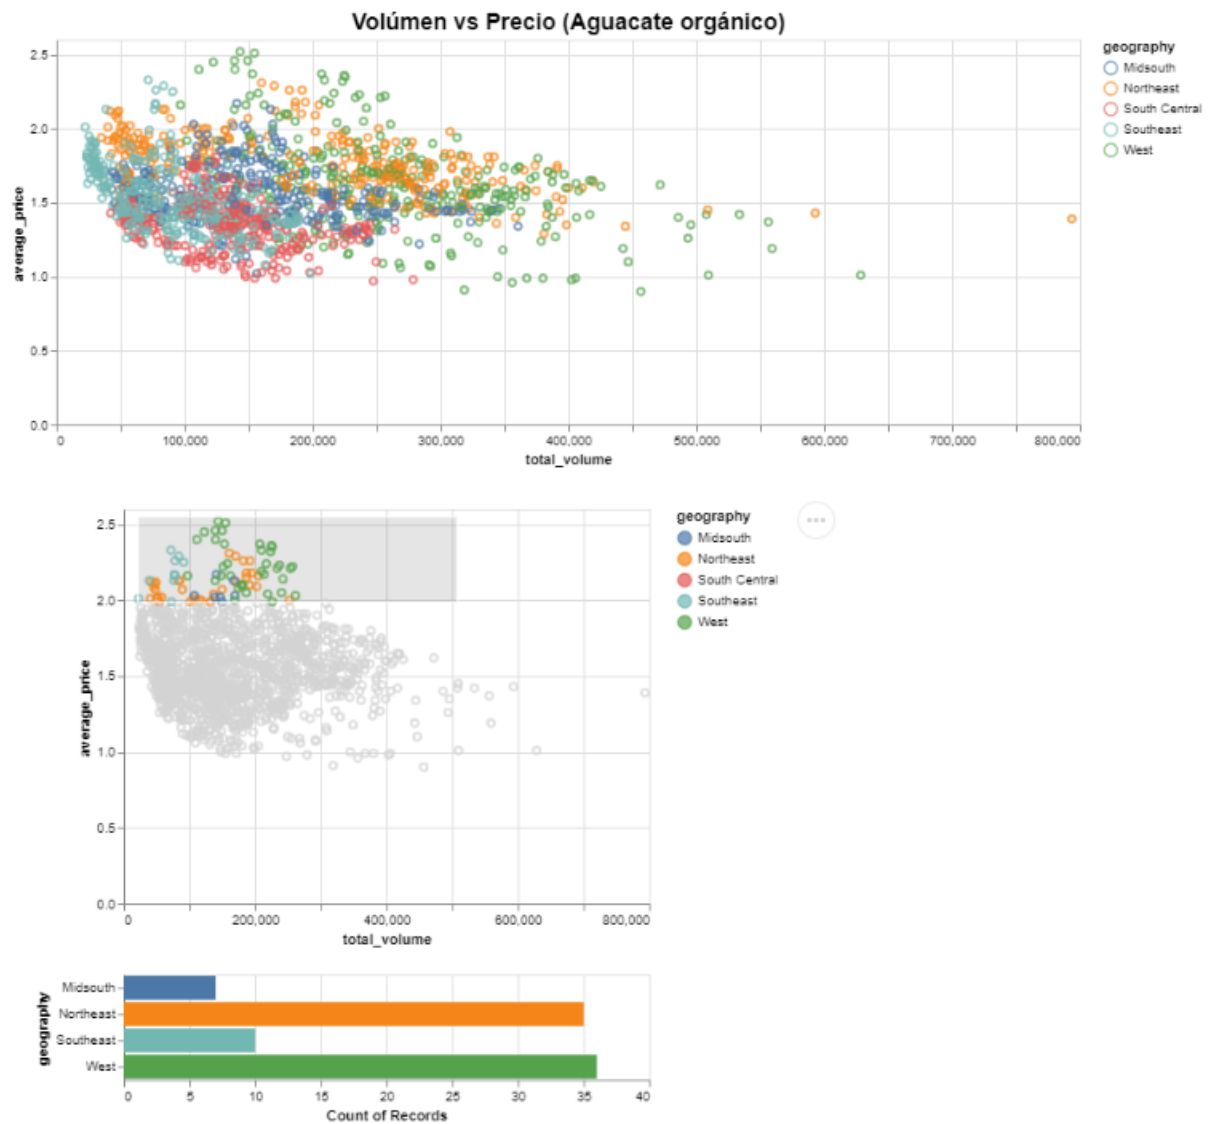 Volúmen vs Precio (Aguacate orgánico)
geography
Midsouth
Northeast
South Central
Southeast
West
average_price
2.5
2.0
1.5
1.0
0.5
0.0
0 100,000 200,000 300,000 400,000 500,000 600,000 700,000 800,000
total_volume
geography
Midsouth
Northeast
South Central
Southeast
West
average_price
2.5
2.0
1.5
1.0
0.5
0.0
0 200,000 400,000 600,000 800,000
total_volume
geography
Midsouth
Northeast
Southeast
West
0 5 10 15 20 25 30 35 40
Count of Records